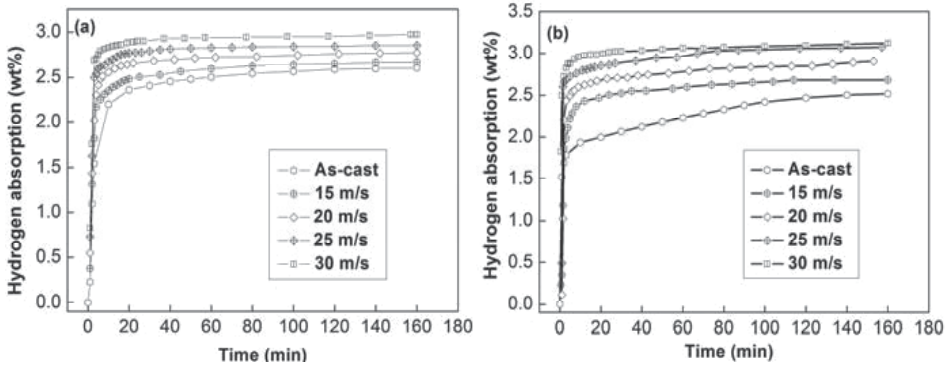 (a)
Hydrogen absorption (wt%)
3.0
2.5
2.0
1.5
1.0
0.5
0.0
As-cast
15 m/s
20 m/s
25 m/s
30 m/s
0 20 40 60 80 100 120 140 160 180
Time (min)
(b)
Hydrogen absorption (wt%)
3.5
3.0
2.5
2.0
1.5
1.0
0.5
0.0
As-cast
15 m/s
20 m/s
25 m/s
30 m/s
0 20 40 60 80 100 120 140 160 180
Time (min)